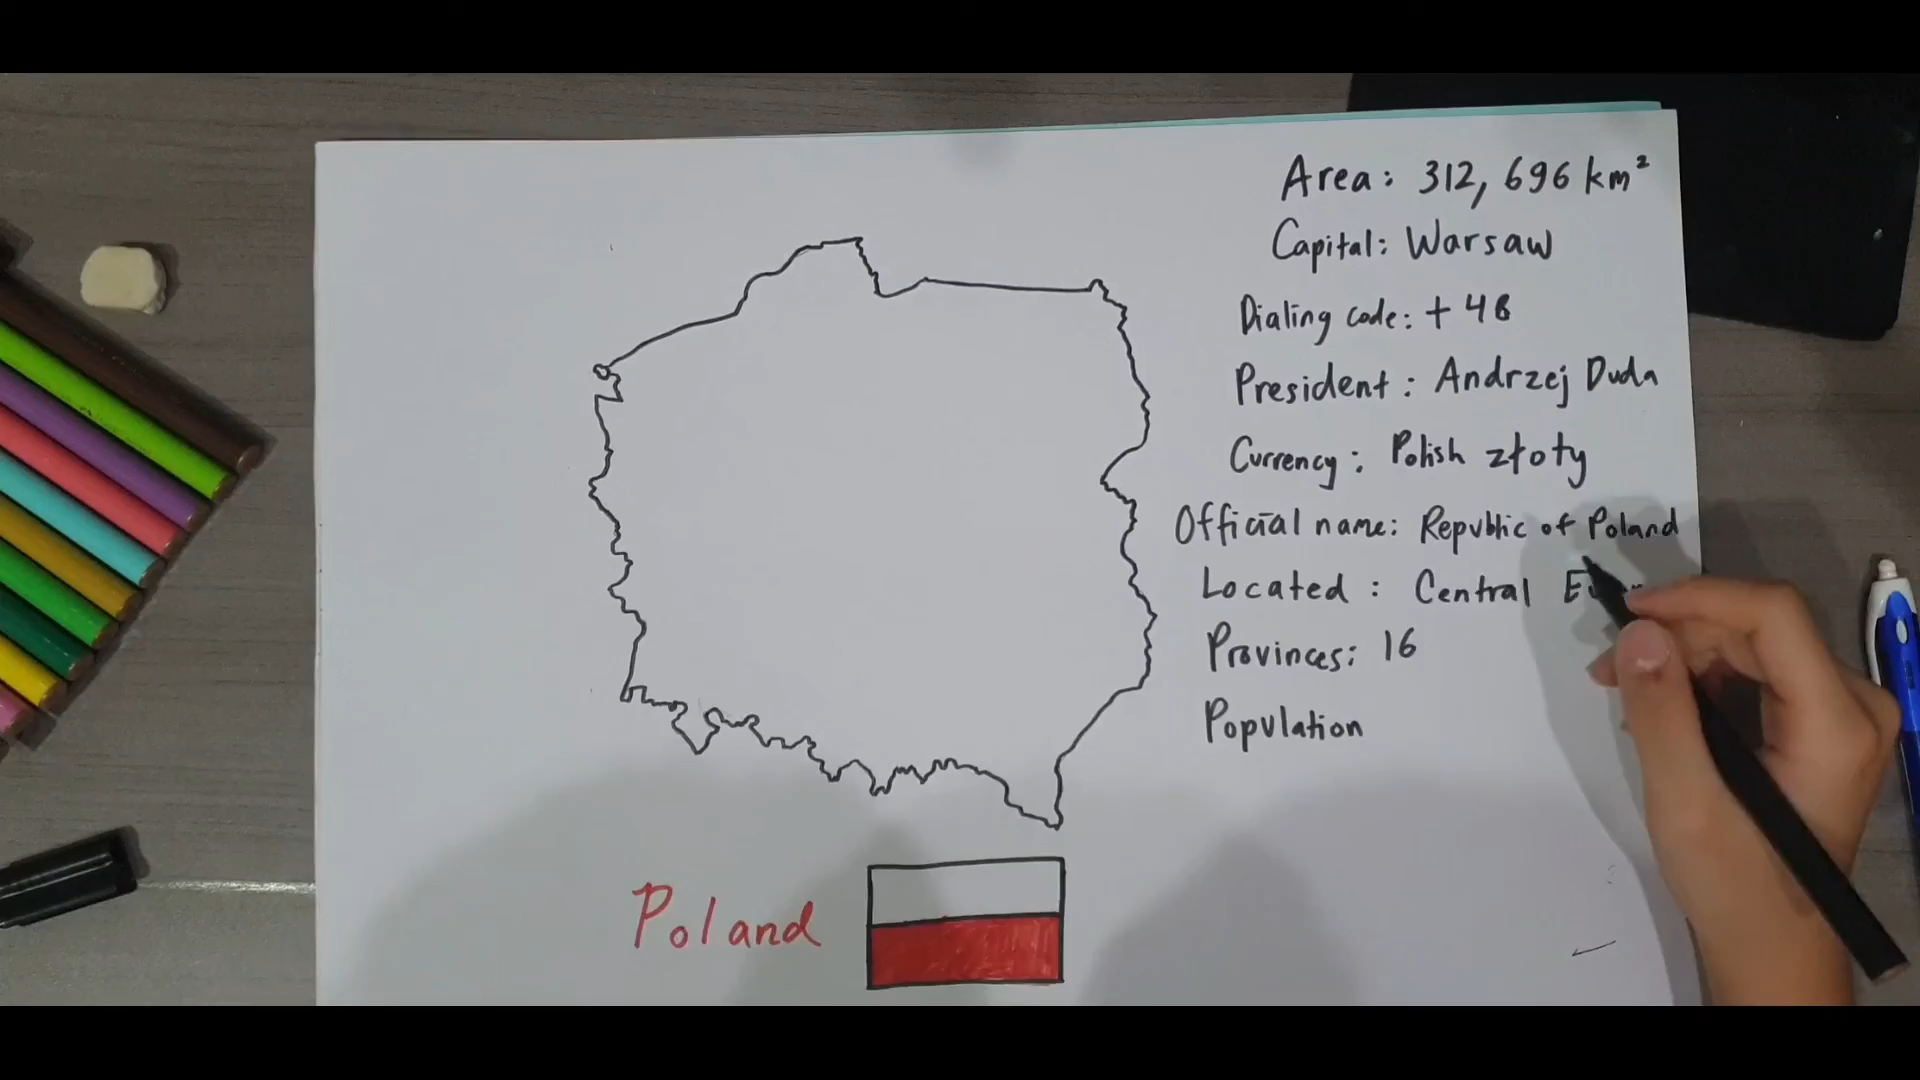 Area: 312,696 km²
Capital: Warsaw
Dialing code: +48
President: Andrzej Duda
Currency: Polish złoty
Official name: Republic of Poland
Located: Central
Provinces: 16
Population
Poland